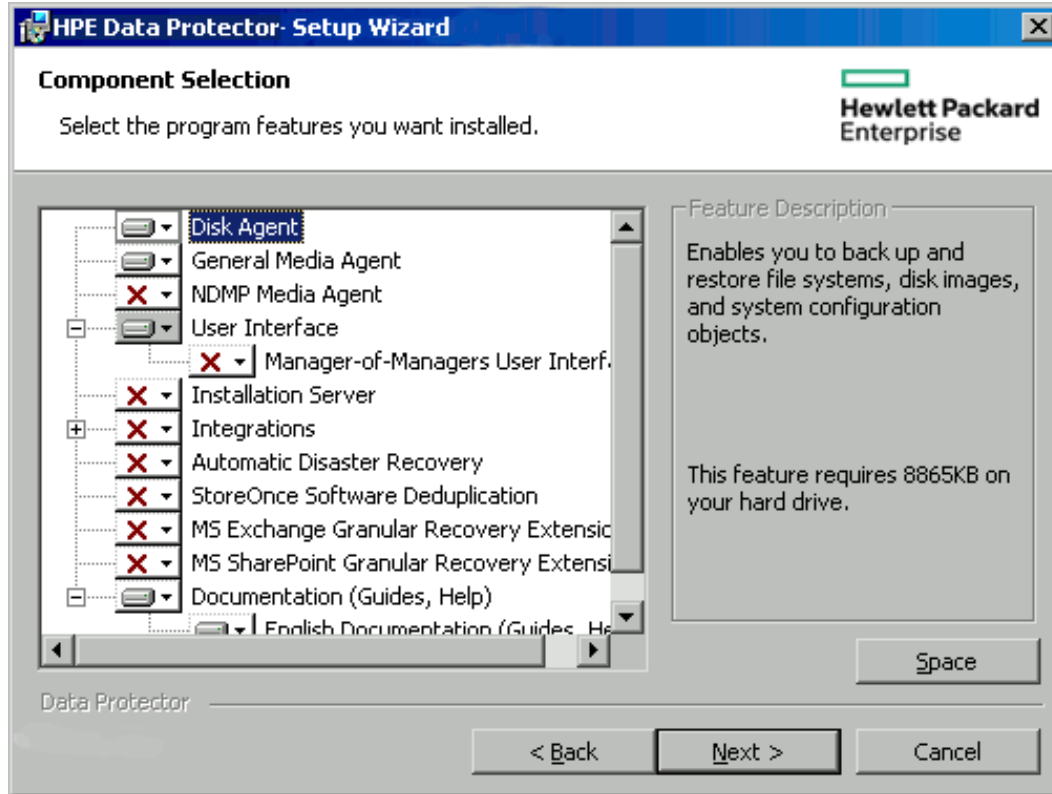 HPE Data Protector- Setup Wizard
Component Selection
Select the program features you want installed.
Hewlett Packard
Enterprise
Disk Agent
General Media Agent
NDMP Media Agent
User Interface
Manager-of-Managers User Interf
Installation Server
Integrations
Automatic Disaster Recovery
StoreOnce Software Deduplication
MS Exchange Granular Recovery Extensic
MS SharePoint Granular Recovery Extensi
Documentation (Guides, Help)
English Documentation (Guides, He
Feature Description
Enables you to back up and
restore file systems, disk images,
and system configuration
objects.
This feature requires 8865KB on
your hard drive.
Space
Data Protector
< Back
Next >
Cancel